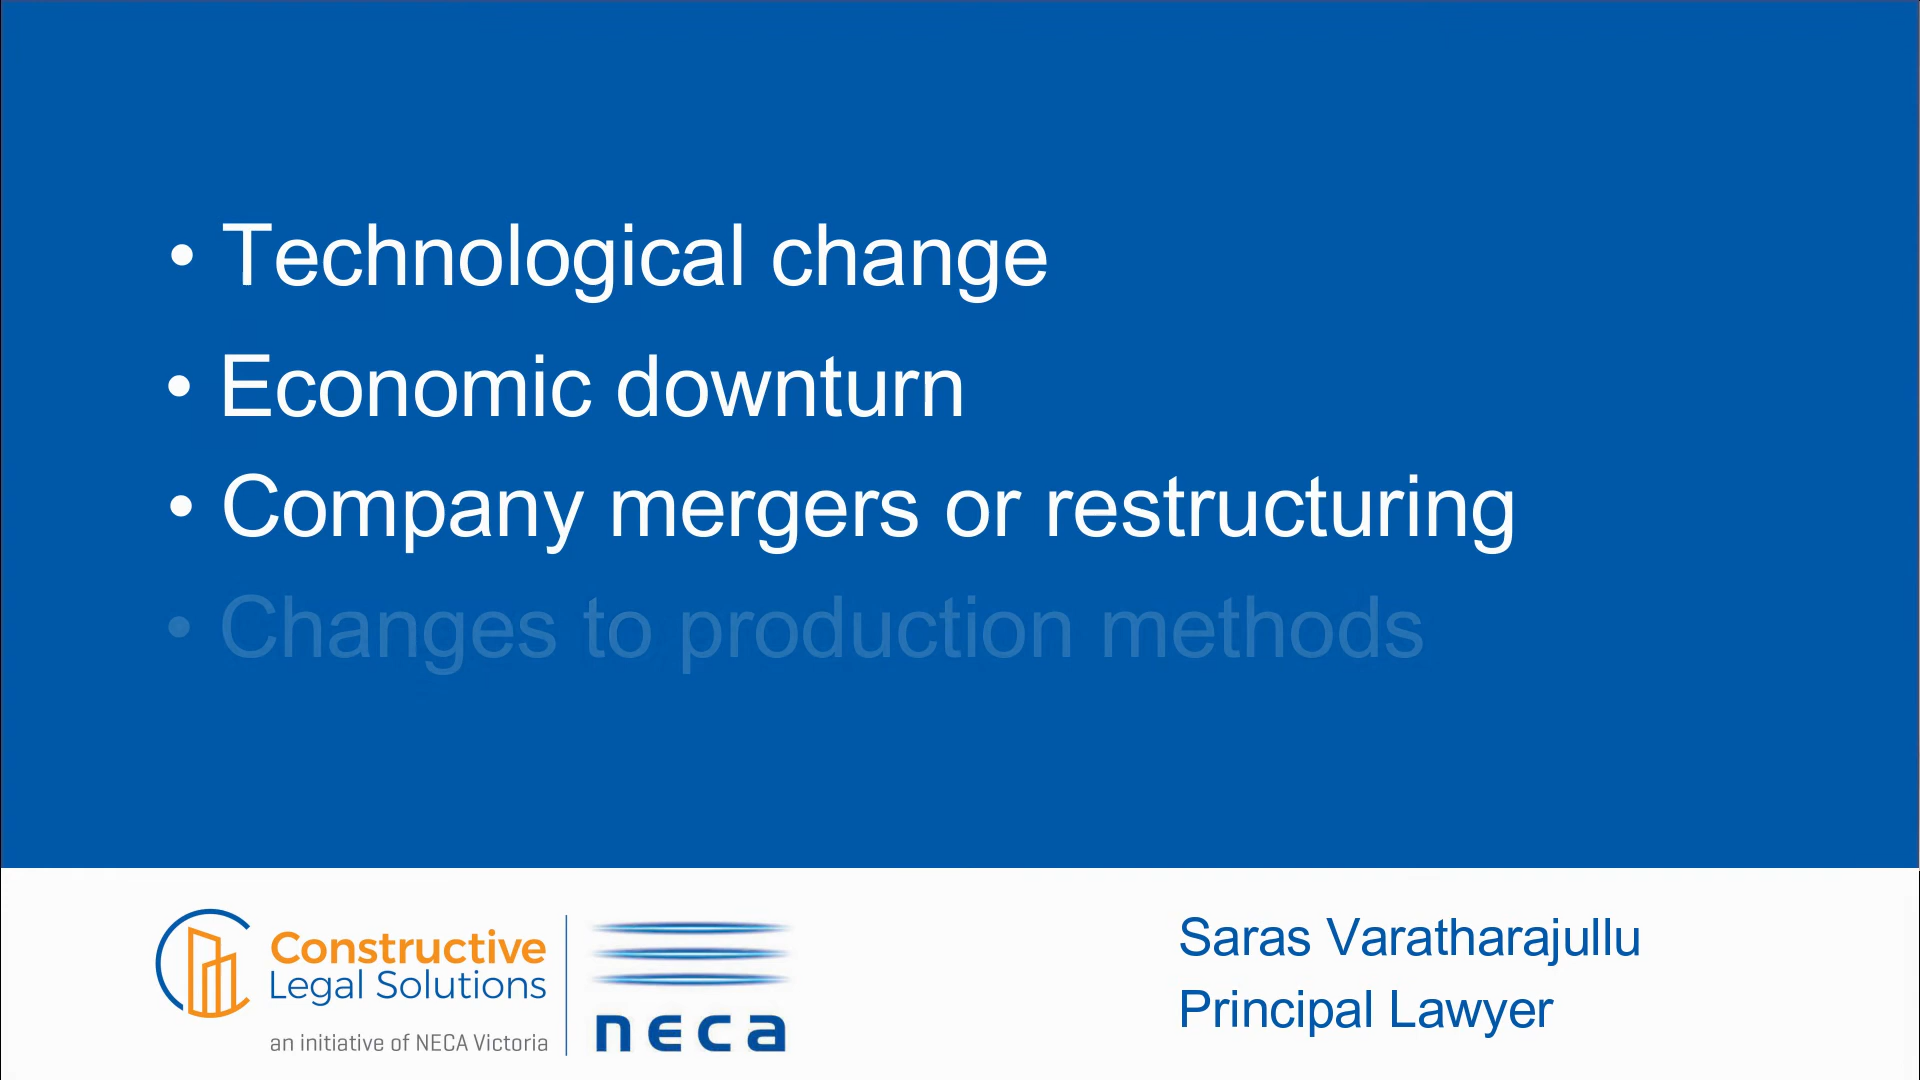 • Technological change
• Economic downturn
• Company mergers or restructuring
• Changes to production methods
Constructive
Legal Solutions
an initiative of NECA Victoria
neca
Saras Varatharajullu
Principal Lawyer